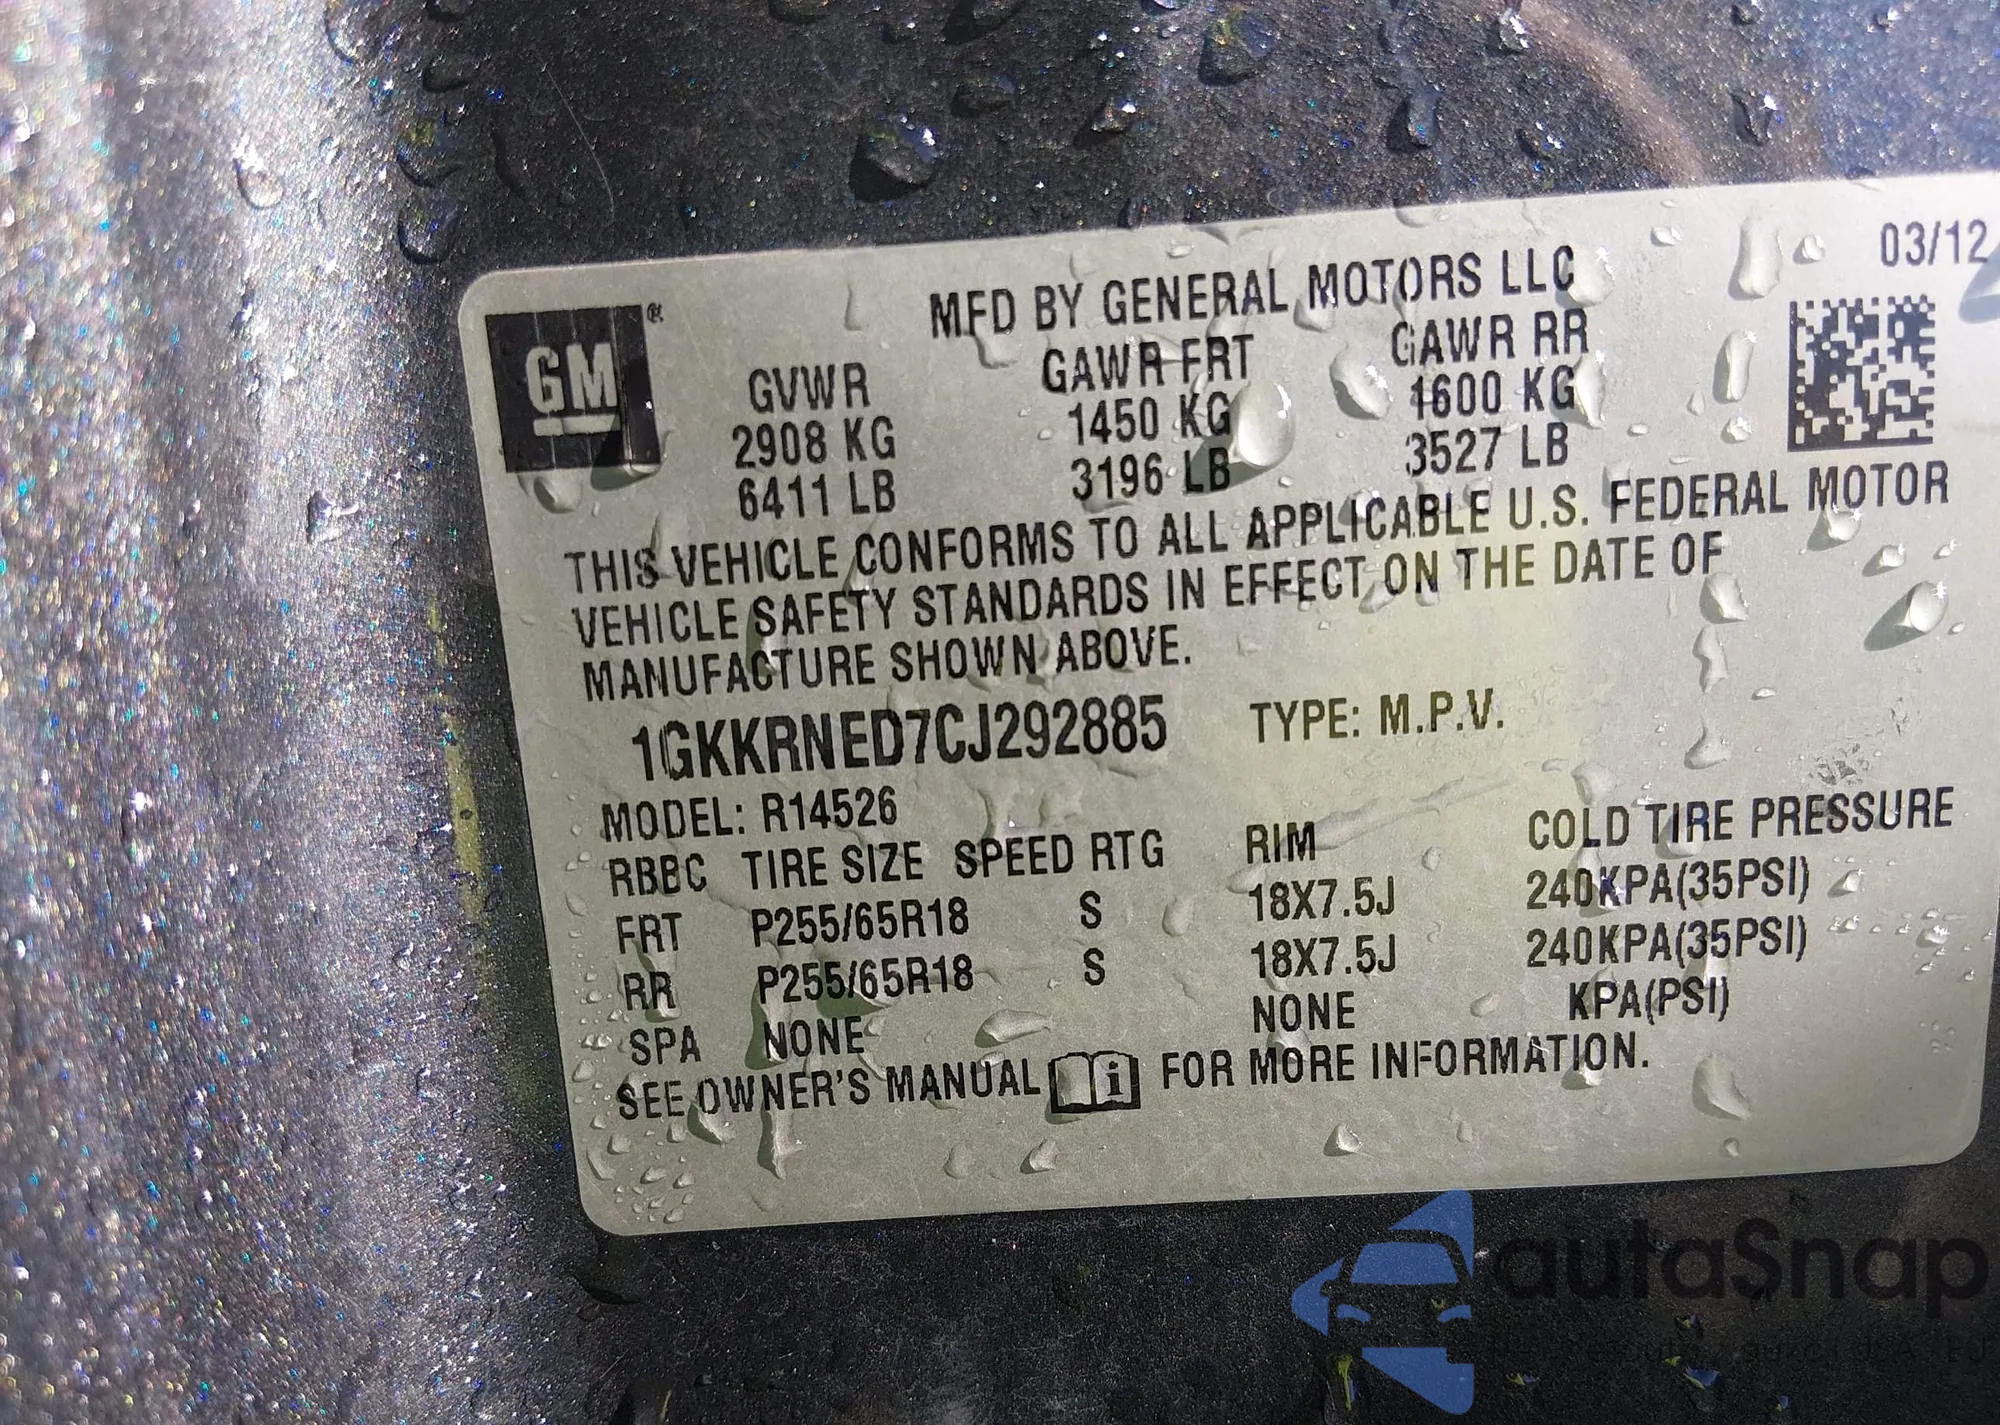 03/12
MFD BY GENERAL MOTORS LLC
GM®
GVWR GAWR FRT GAWR RR
2908 KG 1450 KG 1600 KG
6411 LB 3196 LB 3527 LB
THIS VEHICLE CONFORMS TO ALL APPLICABLE U.S. FEDERAL MOTOR
VEHICLE SAFETY STANDARDS IN EFFECT ON THE DATE OF
MANUFACTURE SHOWN ABOVE.
1GKKRNED7CJ292885 TYPE: M.P.V.
MODEL: R14526
RBBC TIRE SIZE SPEED RTG RIM COLD TIRE PRESSURE
FRT P255/65R18 S 18X7.5J 240KPA(35PSI)
RR P255/65R18 S 18X7.5J 240KPA(35PSI)
SPA NONE NONE KPA(PSI)
SEE OWNER'S MANUAL i FOR MORE INFORMATION.
autaSnap